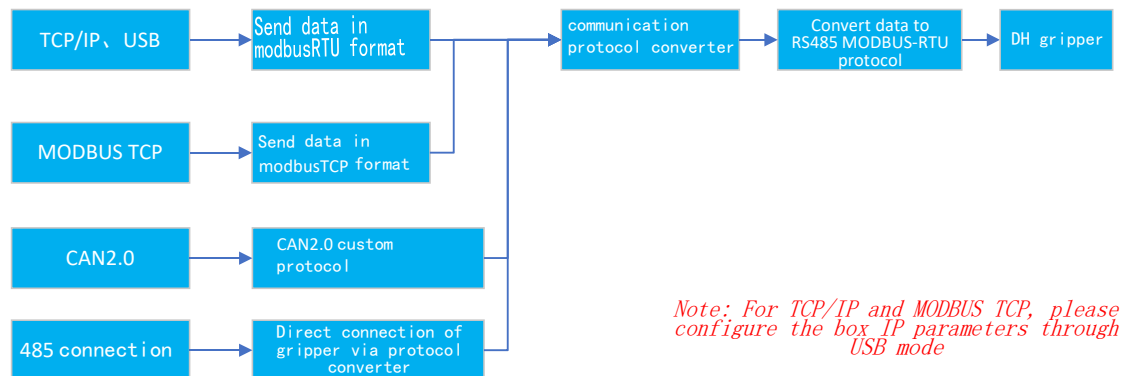 TCP/IP、USB
Send data in
modbusRTU format
communication
protocol converter
Convert data to
RS485 MODBUS-RTU
protocol
DH gripper
MODBUS TCP
Send data in
modbusTCP format
CAN2.0
CAN2.0 custom
protocol
485 connection
Direct connection of
gripper via protocol
converter
Note: For TCP/IP and MODBUS TCP, please
configure the box IP parameters through
USB mode